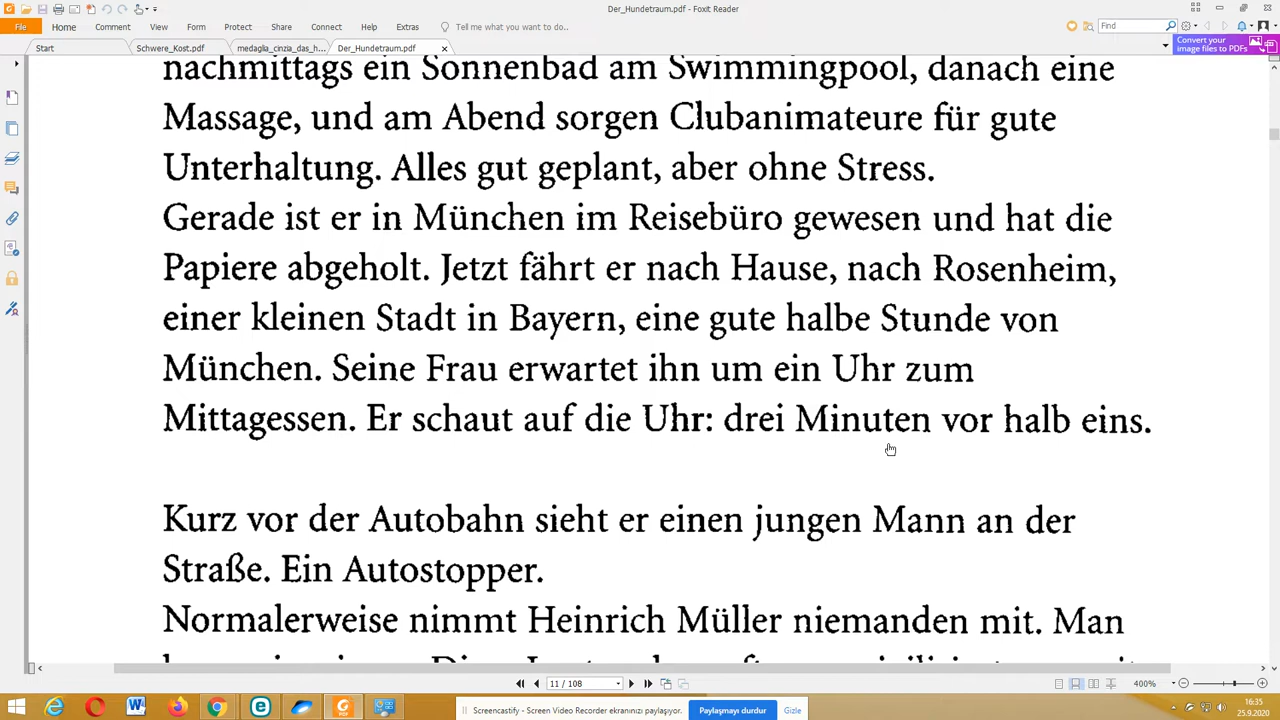 Der_Hundetraum.pdf - Foxit Reader
File Home Comment View Form Protect Share Connect Help Extras Tell me what you want to do.. Find
Start Schwere_Kost.pdf medaglia_cinzia_das_h... Der_Hundetraum.pdf
Convert your
image files to PDFs
nachmittags ein Sonnenbad am Swimmingpool, danach eine
Massage, und am Abend sorgen Clubanimateure für gute
Unterhaltung. Alles gut geplant, aber ohne Stress.
Gerade ist er in München im Reisebüro gewesen und hat die
Papiere abgeholt. Jetzt fährt er nach Hause, nach Rosenheim,
einer kleinen Stadt in Bayern, eine gute halbe Stunde von
München. Seine Frau erwartet ihn um ein Uhr zum
Mittagessen. Er schaut auf die Uhr: drei Minuten vor halb eins.
Kurz vor der Autobahn sieht er einen jungen Mann an der
Straße. Ein Autostopper.
Normalerweise nimmt Heinrich Müller niemanden mit. Man
11 / 108
400%
Screencastify - Screen Video Recorder ekranınızı paylaşıyor. Paylaşmayı durdur Gizle
16:35
25.9.2020